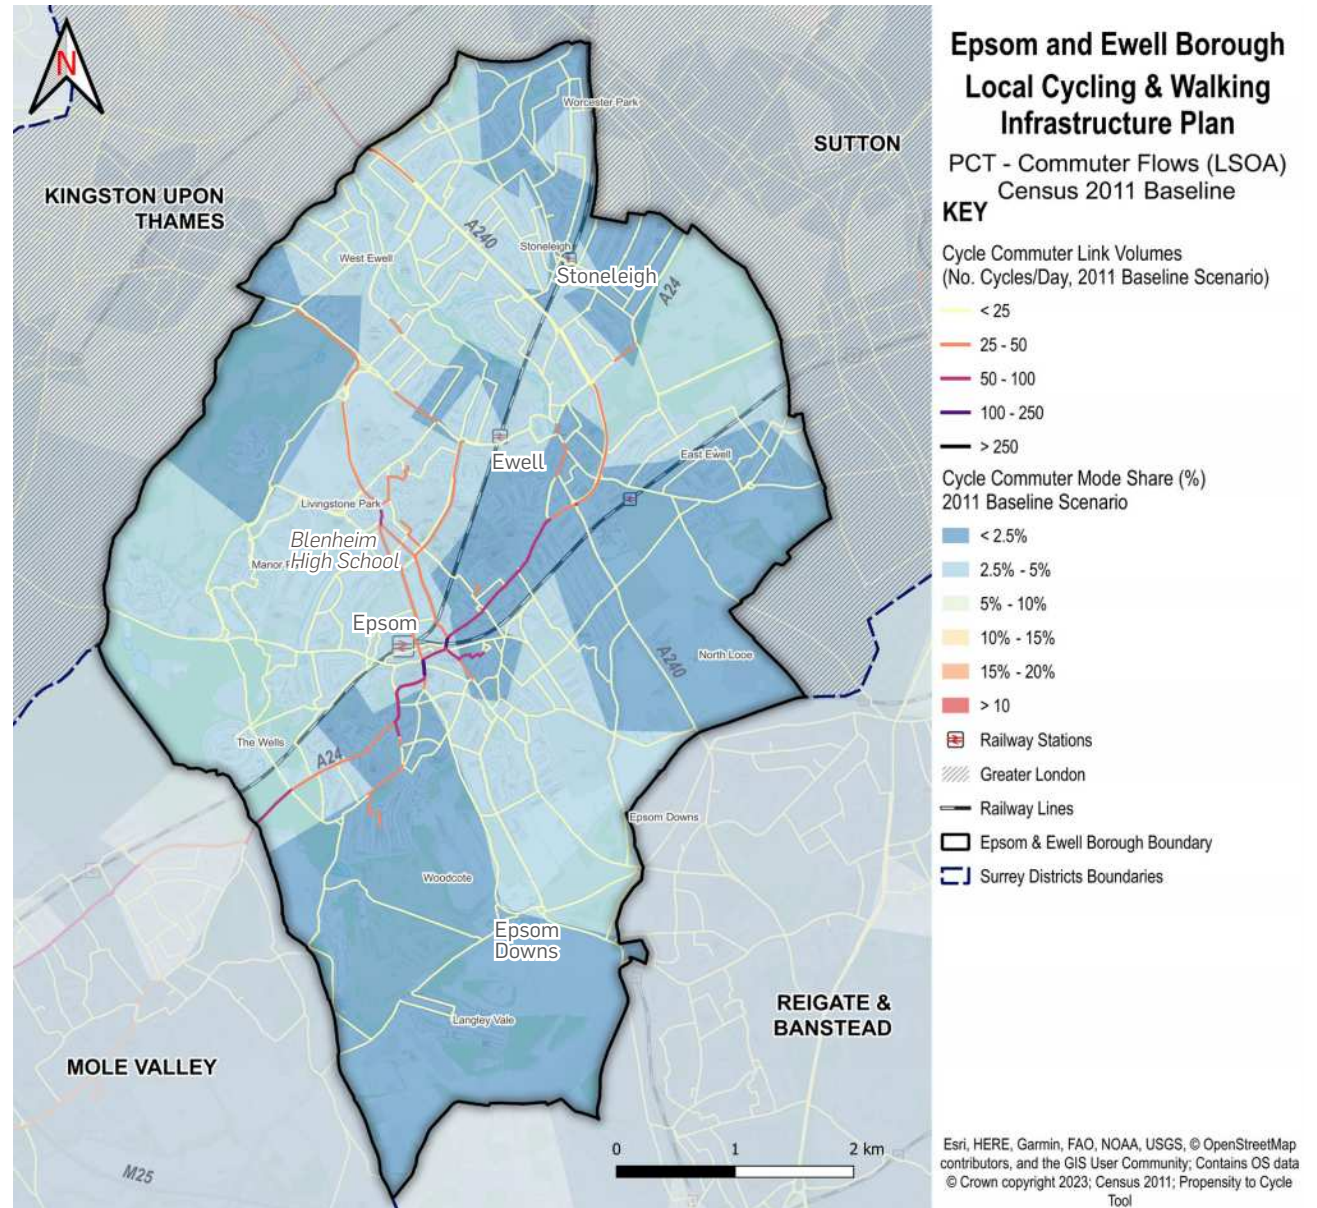 N
Worcester Park
SUTTON
KINGSTON UPON
THAMES
A240
Stoneleigh
West Ewell
Stoneleigh
A24
Ewell
East Ewell
Livingstone Park
Blenheim
High School
Manor
Epsom
A240
North Looe
The Wells
A24
Epsom Downs
Woodcote
Epsom
Downs
Langley Vale
REIGATE &
BANSTEAD
MOLE VALLEY
M25
0 1 2 km
Epsom and Ewell Borough
Local Cycling & Walking
Infrastructure Plan
PCT - Commuter Flows (LSOA)
Census 2011 Baseline
KEY
Cycle Commuter Link Volumes
(No. Cycles/Day, 2011 Baseline Scenario)
< 25
25 - 50
50 - 100
100 - 250
> 250
Cycle Commuter Mode Share (%)
2011 Baseline Scenario
< 2.5%
2.5% - 5%
5% - 10%
10% - 15%
15% - 20%
> 10
Railway Stations
Greater London
Railway Lines
Epsom & Ewell Borough Boundary
Surrey Districts Boundaries
Esri, HERE, Garmin, FAO, NOAA, USGS, © OpenStreetMap
contributors, and the GIS User Community; Contains OS data
© Crown copyright 2023; Census 2011; Propensity to Cycle
Tool